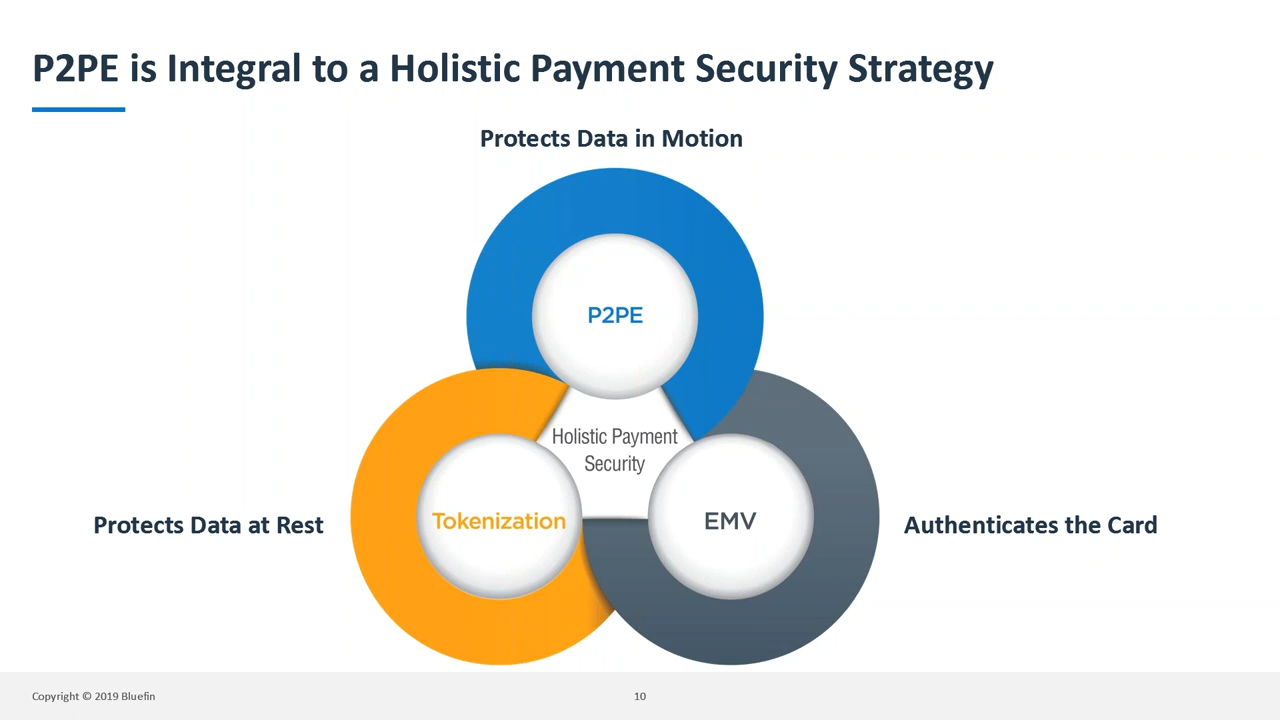 P2PE is Integral to a Holistic Payment Security Strategy
Protects Data in Motion
P2PE
Holistic Payment
Security
Protects Data at Rest
Tokenization
EMV
Authenticates the Card
Copyright © 2019 Bluefin
10